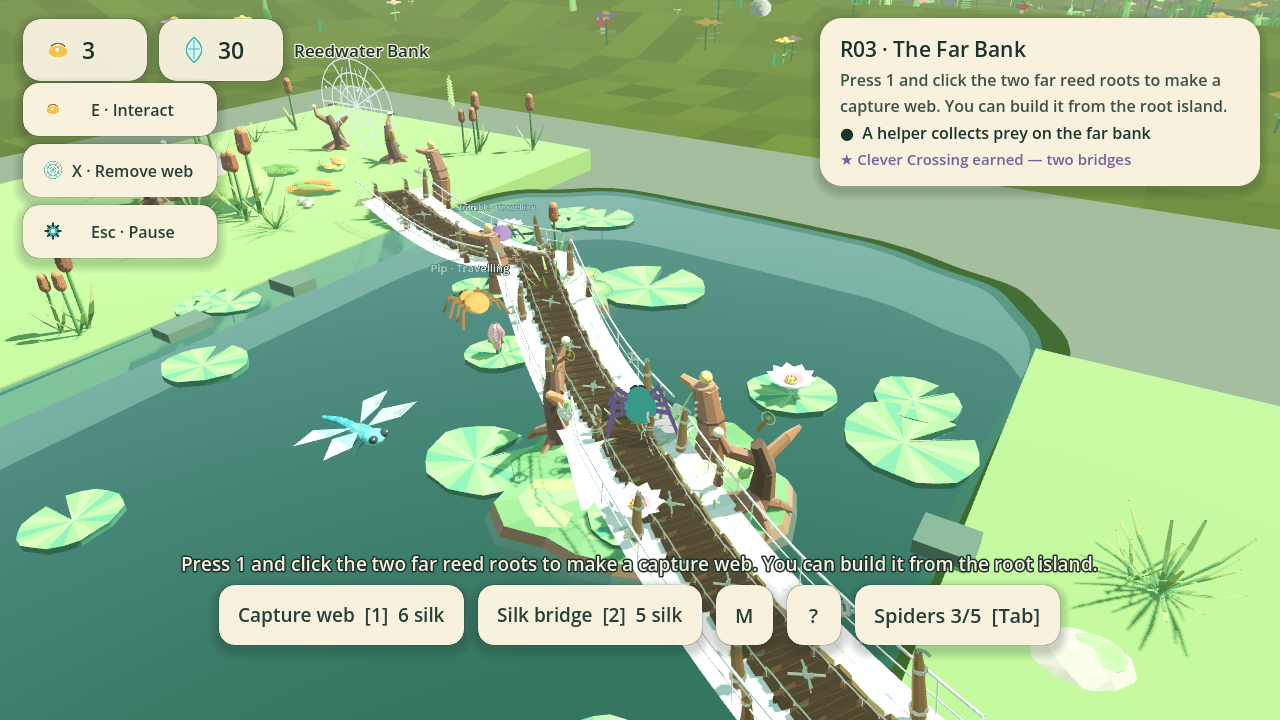 3
30
Reedwater Bank
E · Interact
X · Remove web
Esc · Pause
R03 · The Far Bank
Press 1 and click the two far reed roots to make a
capture web. You can build it from the root island.
● A helper collects prey on the far bank
★ Clever Crossing earned — two bridges
Travelling
Pip · Travelling
Press 1 and click the two far reed roots to make a capture web. You can build it from the root island.
Capture web [1] 6 silk
Silk bridge [2] 5 silk
M
?
Spiders 3/5 [Tab]